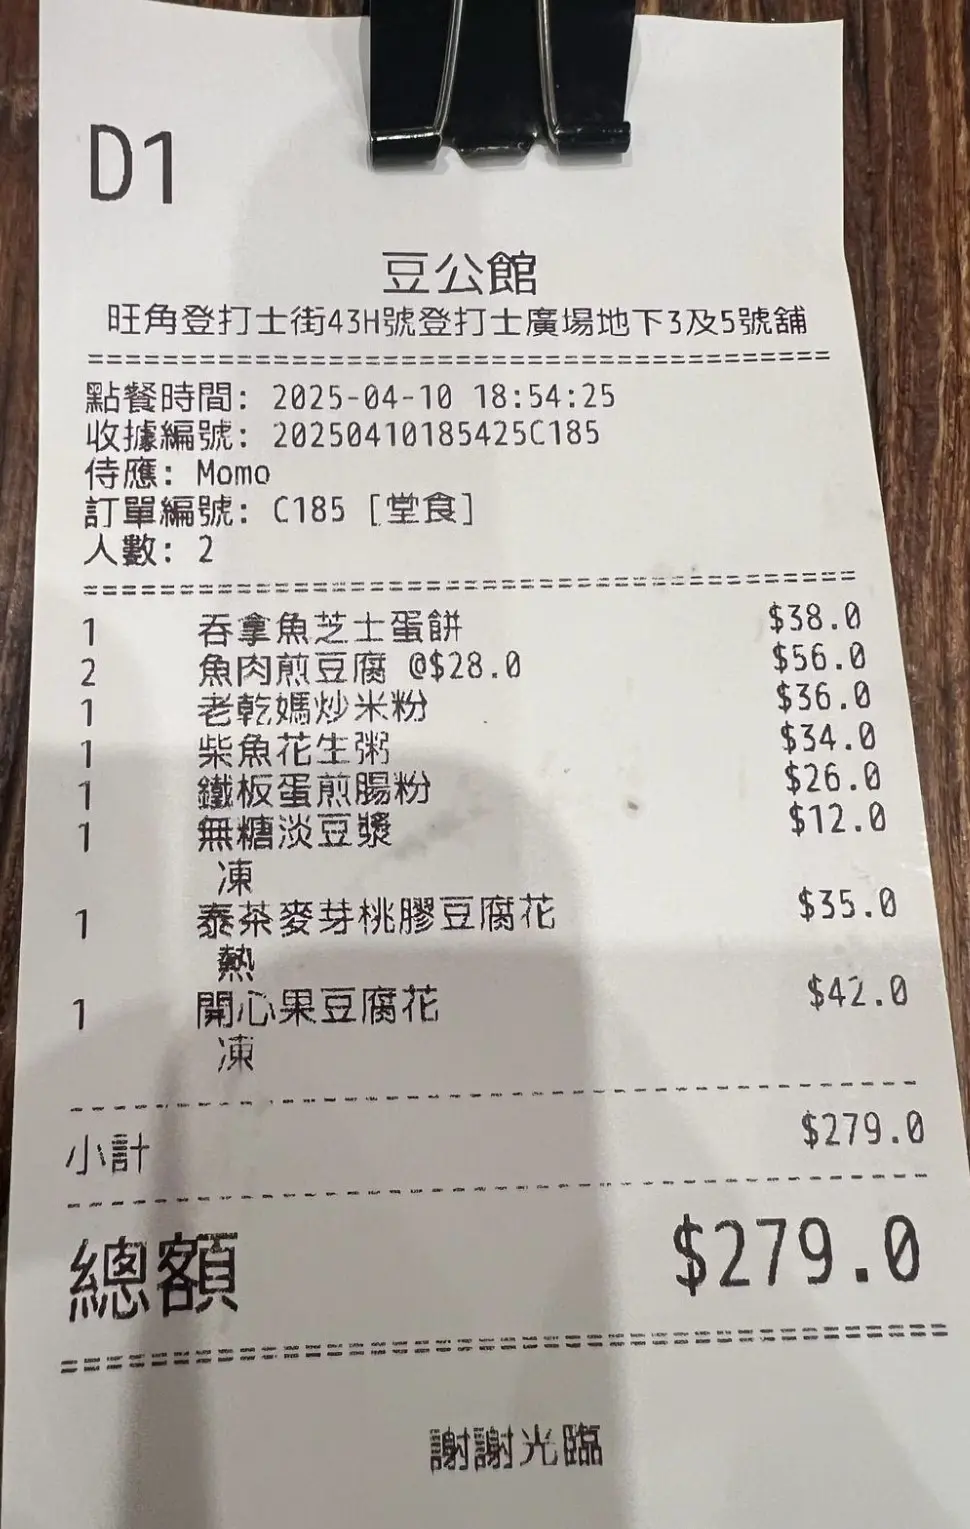 D1
豆公館
旺角登打士街43H號登打士廣場地下3及5號舖
點餐時間: 2025-04-10 18:54:25
收據編號: 20250410185425C185
侍應: Momo
訂單編號: C185 [堂食]
人數: 2
1 吞拿魚芝士蛋餅 $38.0
2 魚肉煎豆腐 @$28.0 $56.0
1 老乾媽炒米粉 $36.0
1 柴魚花生粥 $34.0
1 鐵板蛋煎腸粉 $26.0
1 無糖淡豆漿 $12.0
凍
1 泰茶麥芽桃膠豆腐花 $35.0
熱
1 開心果豆腐花 $42.0
凍
小計 $279.0
總額 $279.0
謝謝光臨